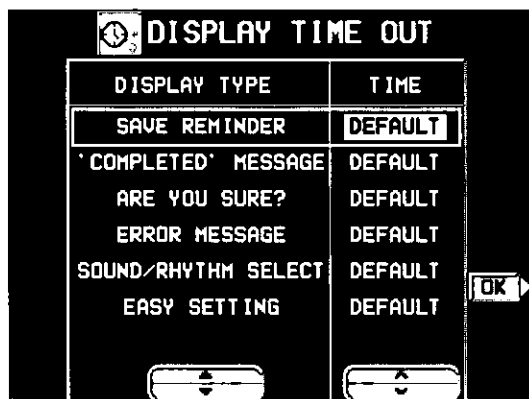 DISPLAY TIME OUT
DISPLAY TYPE TIME
SAVE REMINDER DEFAULT
'COMPLETED' MESSAGE DEFAULT
ARE YOU SURE? DEFAULT
ERROR MESSAGE DEFAULT
SOUND/RHYTHM SELECT DEFAULT
EASY SETTING DEFAULT
OK